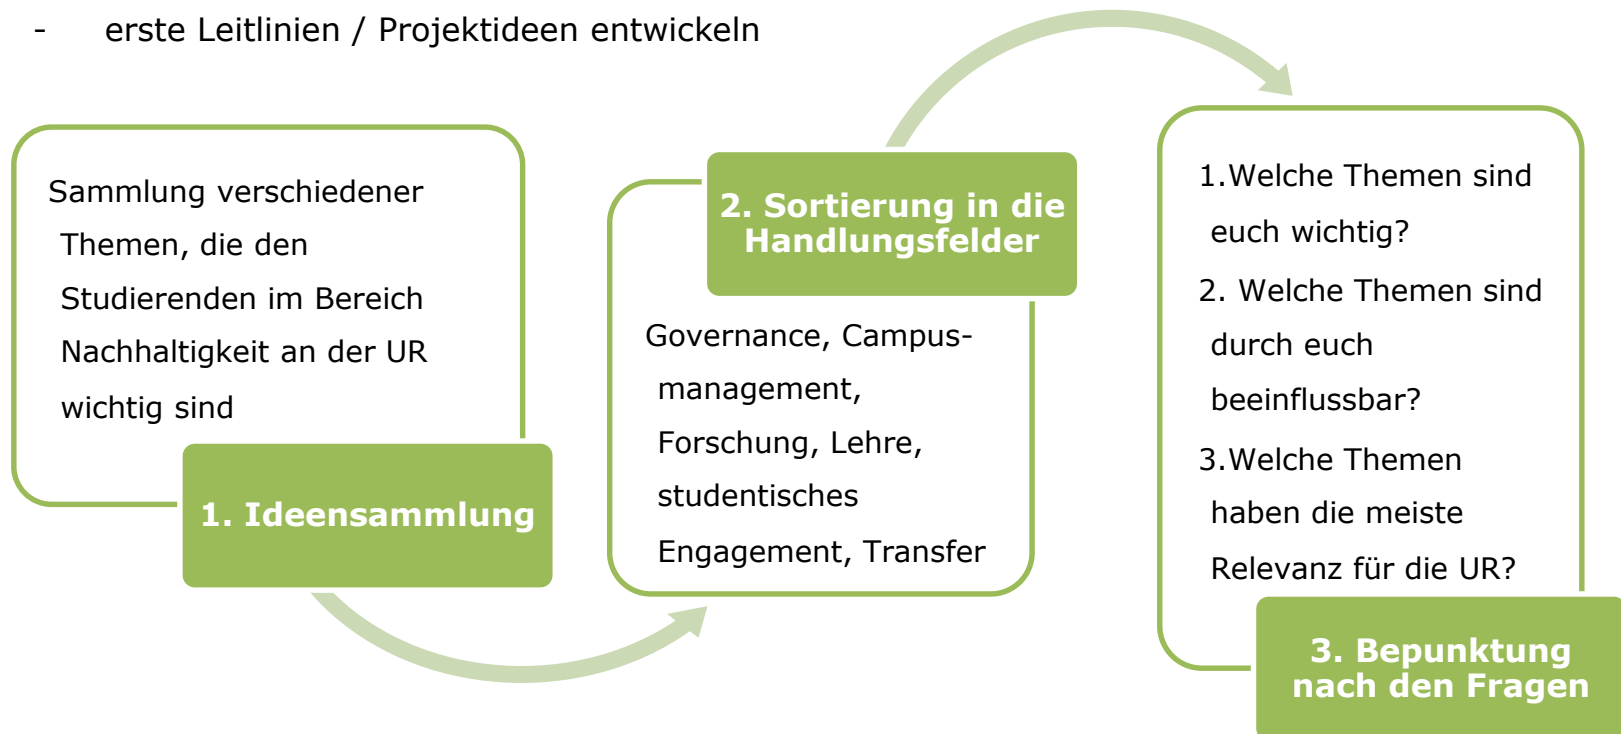 - erste Leitlinien / Projektideen entwickeln
Sammlung verschiedener
Themen, die den
Studierenden im Bereich
Nachhaltigkeit an der UR
wichtig sind
1. Ideensammlung
2. Sortierung in die
Handlungsfelder
Governance, Campus-
management,
Forschung, Lehre,
studentisches
Engagement, Transfer
1.Welche Themen sind
euch wichtig?
2. Welche Themen sind
durch euch
beeinflussbar?
3.Welche Themen
haben die meiste
Relevanz für die UR?
3. Bepunktung
nach den Fragen